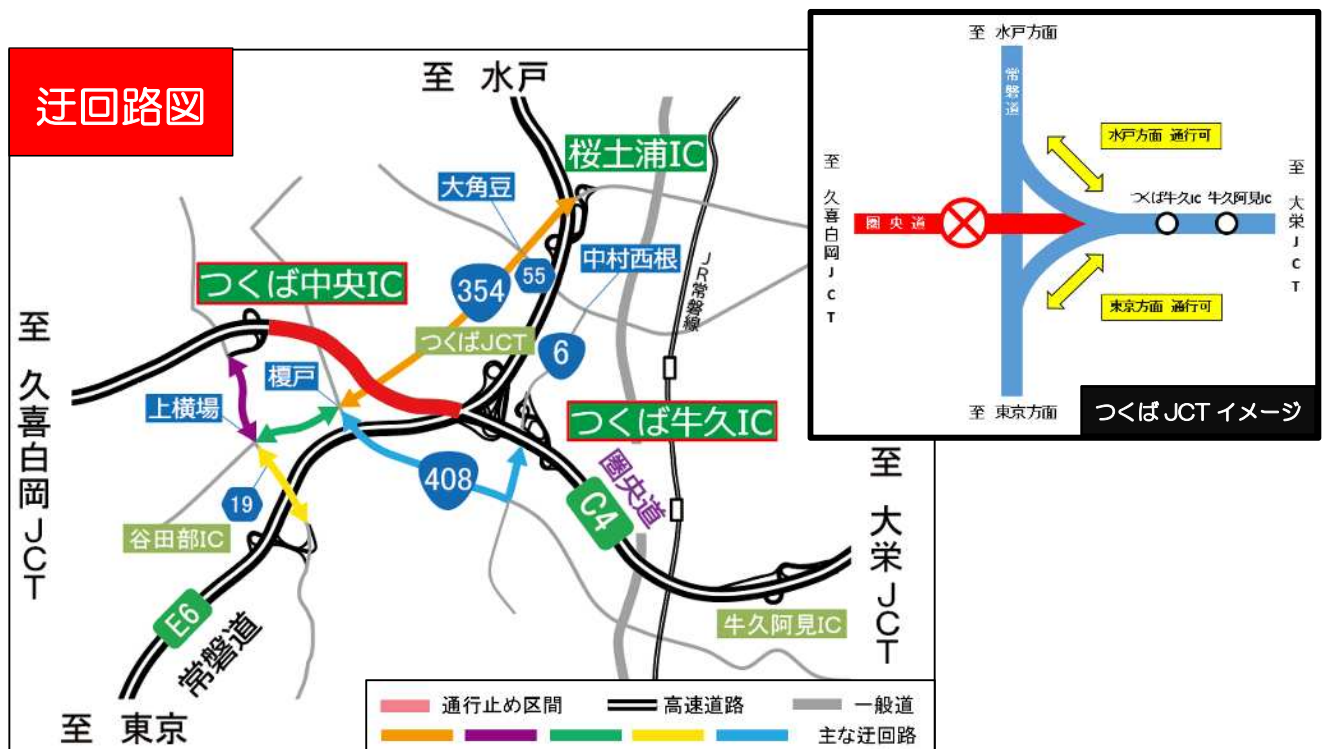 迂回路図
至 水戸
桜土浦IC
大角豆
55
中村西根
JR常磐線
354
つくば中央IC
つくばJCT
6
榎戸
上横場
つくば牛久IC
408
圏央道
C4
19
谷田部IC
E6
常磐道
牛久阿見IC
至 久喜白岡JCT
至 大栄JCT
至 東京
通行止め区間
高速道路
一般道
主な迂回路
至 水戸方面
常磐道
水戸方面 通行可
至 久喜白岡JCT
圏央道
つくば牛久IC 牛久阿見IC
至 大栄JCT
東京方面 通行可
至 東京方面
つくばJCTイメージ